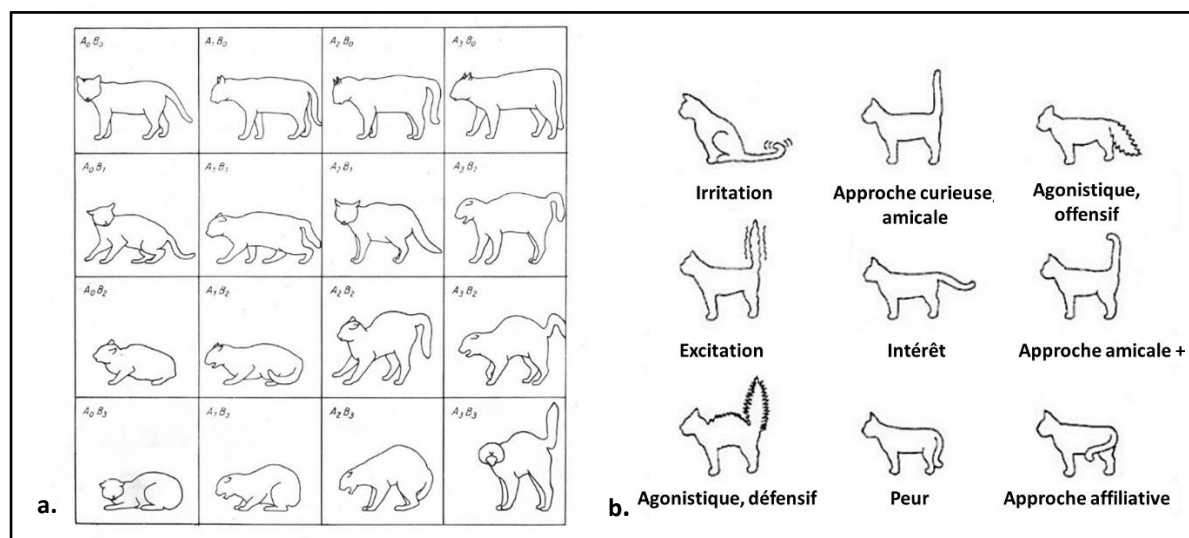 A₀B₀ A₁B₀ A₂B₀ A₃B₀
A₀B₁ A₁B₁ A₂B₁ A₃B₁
A₀B₂ A₁B₂ A₂B₂ A₃B₂
A₀B₃ A₁B₃ A₂B₃ A₃B₃
a.
Irritation
Approche curieuse,
amicale
Agonistique,
offensif
Excitation
Intérêt
Approche amicale +
Agonistique, défensif
Peur
Approche affiliative
b.